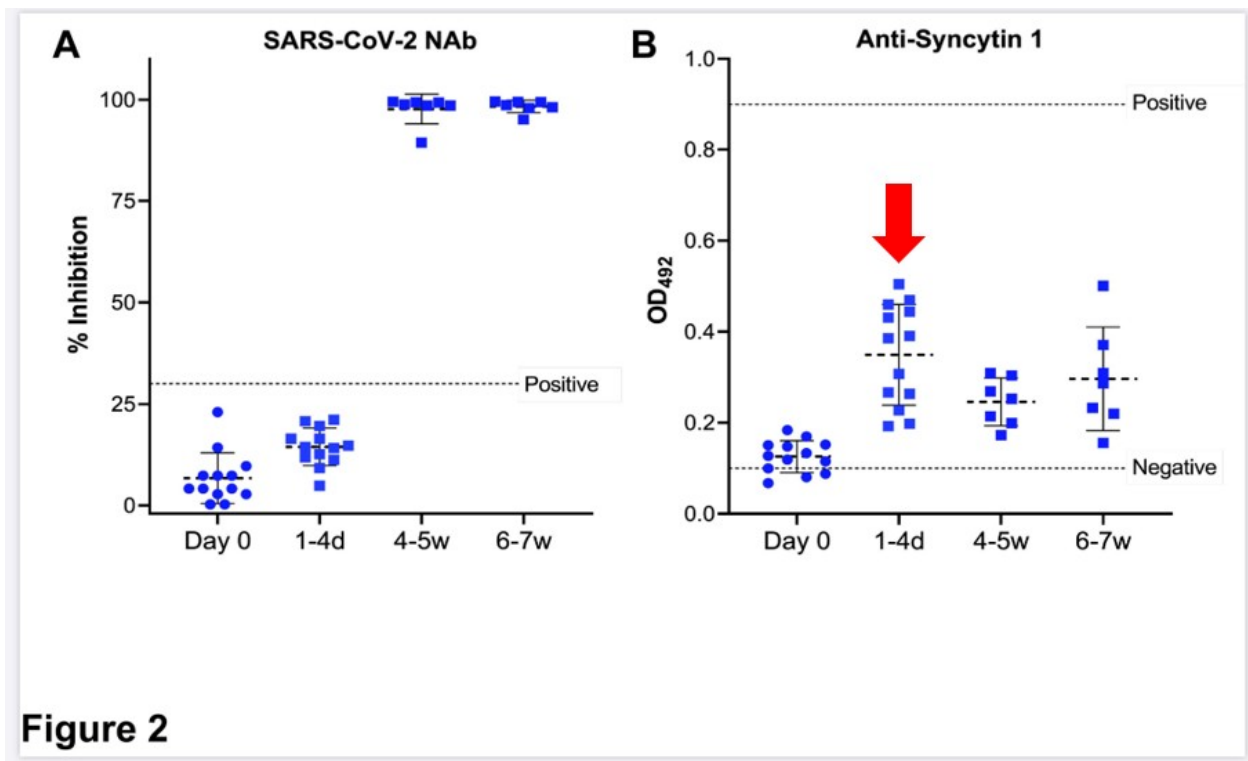 A
SARS-CoV-2 NAb
% Inhibition
100
75
50
25
0
Positive
Day 0
1-4d
4-5w
6-7w
B
Anti-Syncytin 1
OD492
1.0
0.8
0.6
0.4
0.2
0.0
Positive
Negative
Day 0
1-4d
4-5w
6-7w
Figure 2